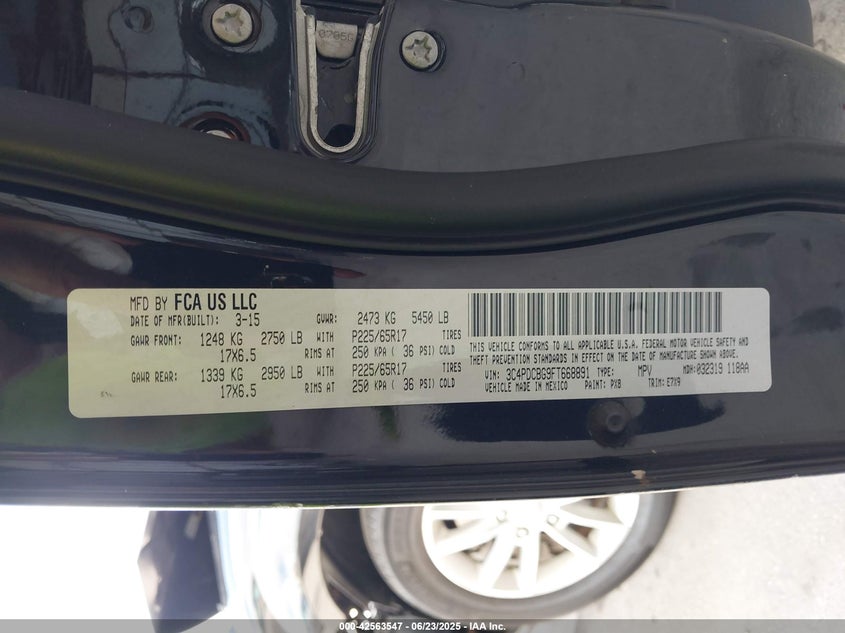 0705G
MFD BY FCA US LLC
DATE OF MFR(BUILT): 3-15 GVWR: 2473 KG 5450 LB
GAWR FRONT: 1248 KG 2750 LB WITH P225/65R17 TIRES
17X6.5 RIMS AT 250 KPA ( 36 PSI) COLD
GAWR REAR: 1339 KG 2950 LB WITH P225/65R17 TIRES
17X6.5 RIMS AT 250 KPA ( 36 PSI) COLD
THIS VEHICLE CONFORMS TO ALL APPLICABLE U.S.A. FEDERAL MOTOR VEHICLE SAFETY AND
THEFT PREVENTION STANDARDS IN EFFECT ON THE DATE OF MANUFACTURE SHOWN ABOVE.
VIN: 3C4PDCBG9FT668891 TYPE: MPV MDH: 032319 118AA
VEHICLE MADE IN MEXICO PAINT: PX8 TRIM: E7X9
000-42563547 - 06/23/2025 - IAA Inc.